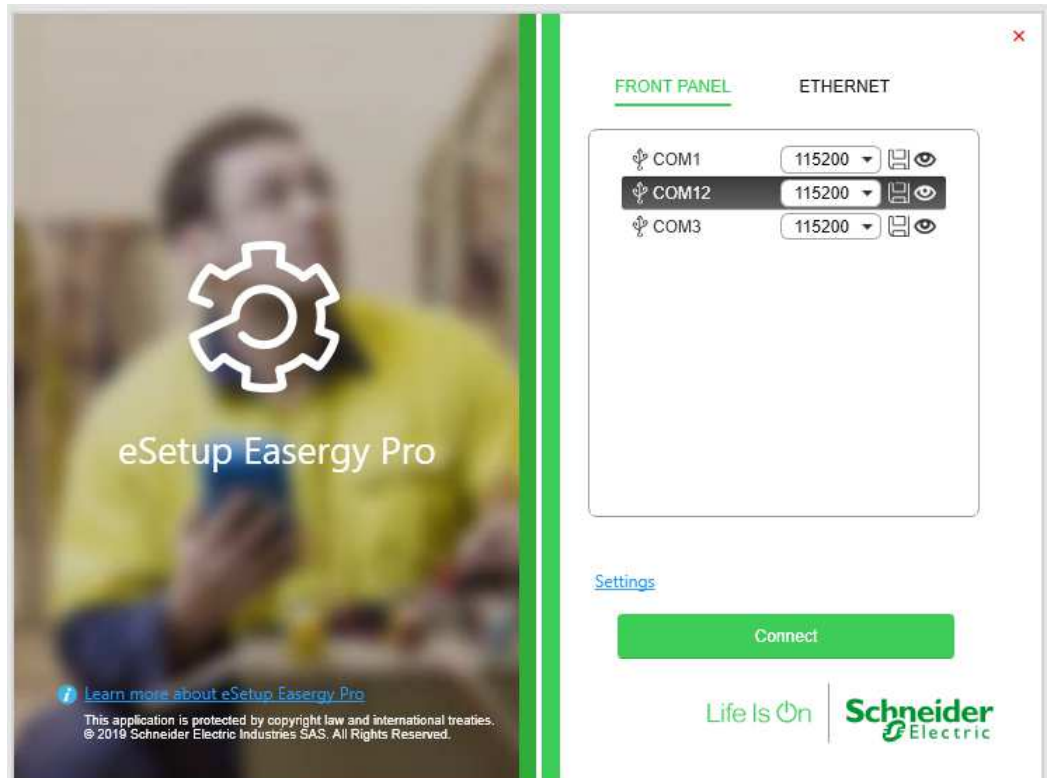 FRONT PANEL ETHERNET
COM1 115200
COM12 115200
COM3 115200
eSetup Easergy Pro
Settings
Connect
Learn more about eSetup Easergy Pro
This application is protected by copyright law and international treaties.
© 2019 Schneider Electric Industries SAS. All Rights Reserved.
Life Is On Schneider
Electric